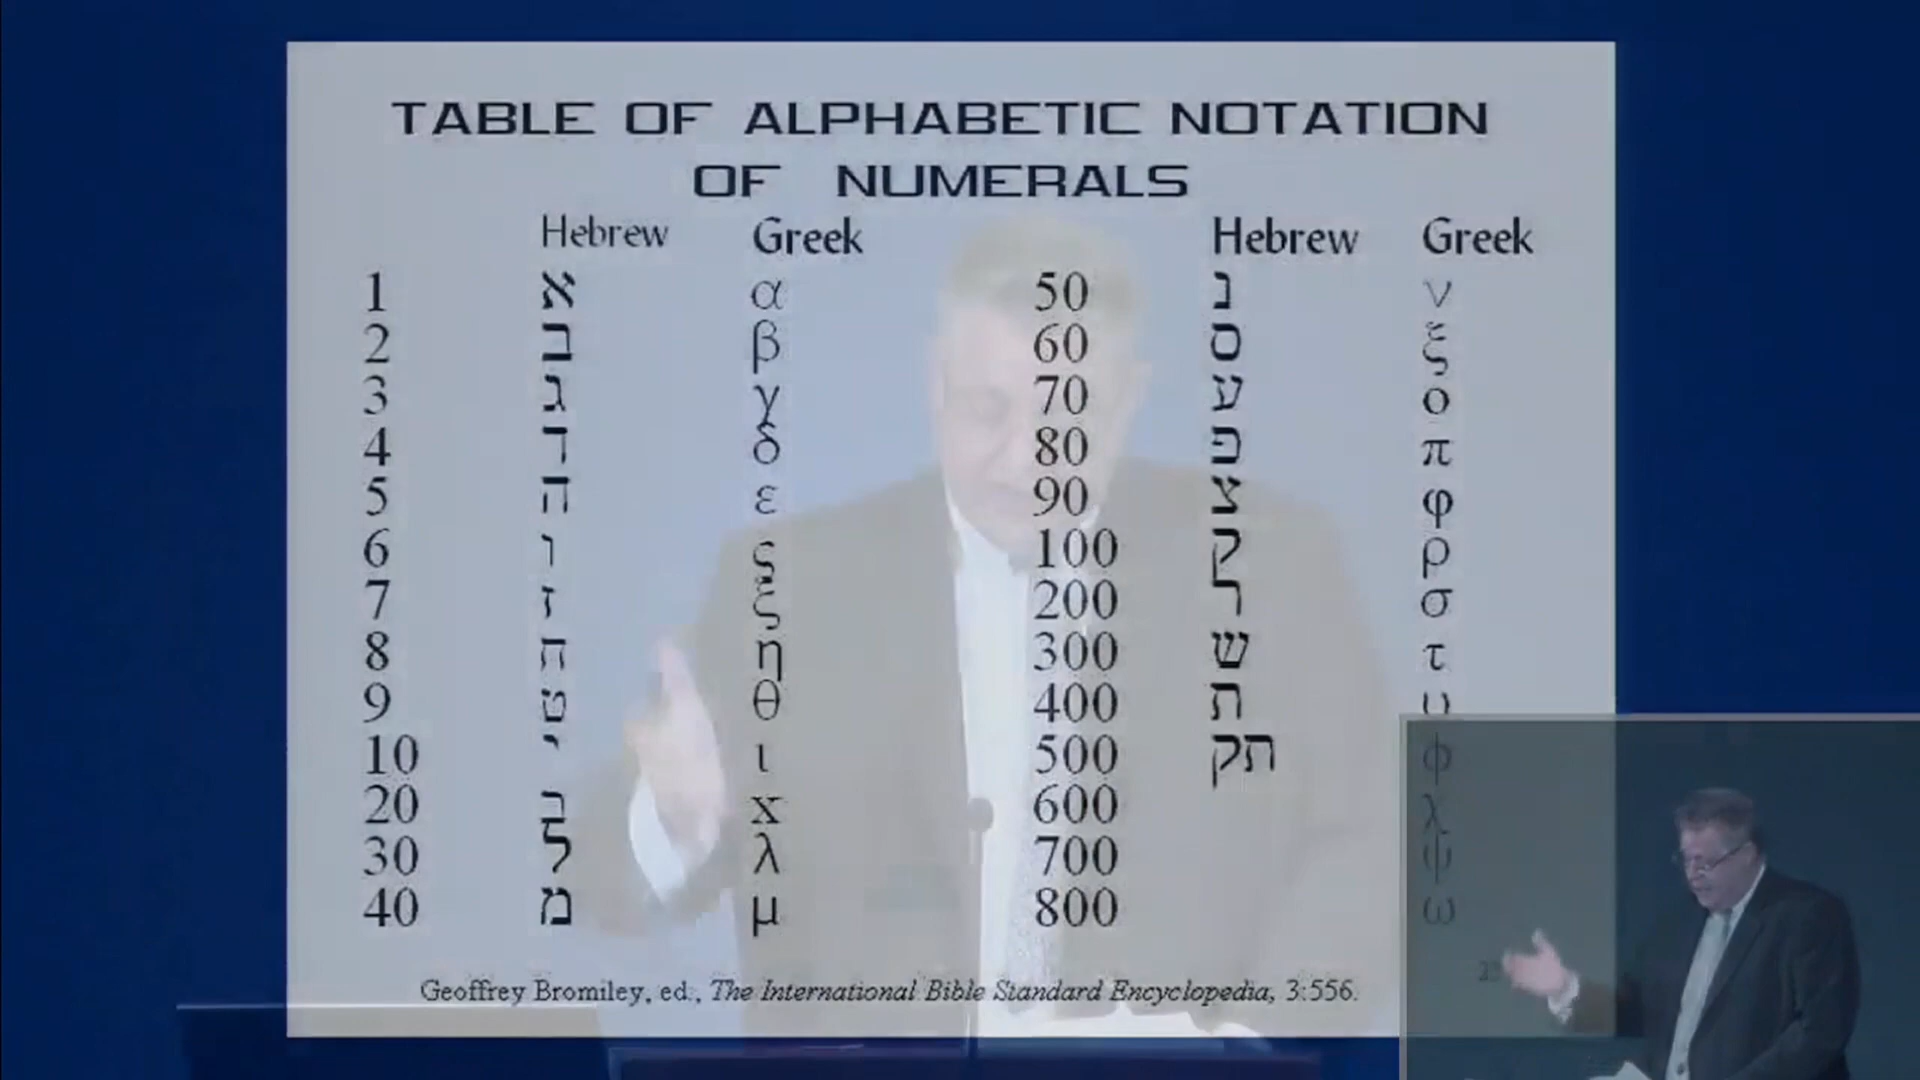 TABLE OF ALPHABETIC NOTATION
OF NUMERALS
Hebrew Greek Hebrew Greek
1 א α 50 נ ν
2 ב β 60 ס ξ
3 ג γ 70 ע ο
4 ד δ 80 פ π
5 ה ε 90 צ φ
6 ו ς 100 ק ρ
7 ז ξ 200 ר σ
8 ח η 300 ש τ
9 ט θ 400 ת υ
10 י ι 500 תק ϕ
20 כ x 600 χ
30 ל λ 700 ψ
40 מ μ 800 ω
Geoffrey Bromiley, ed., The International Bible Standard Encyclopedia, 3:556.